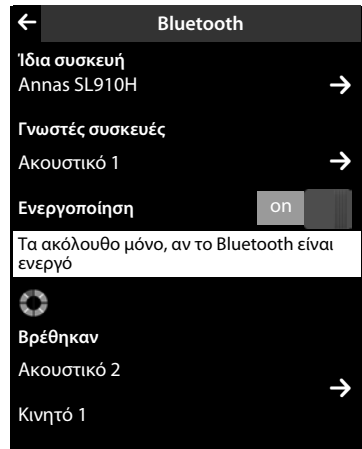 Bluetooth
Ίδια συσκευή
Annas SL910H
Γνωστές συσκευές
Ακουστικό 1
Ενεργοποίηση
on
Τα ακόλουθο μόνο, αν το Bluetooth είναι
ενεργό
Βρέθηκαν
Ακουστικό 2
Κινητό 1